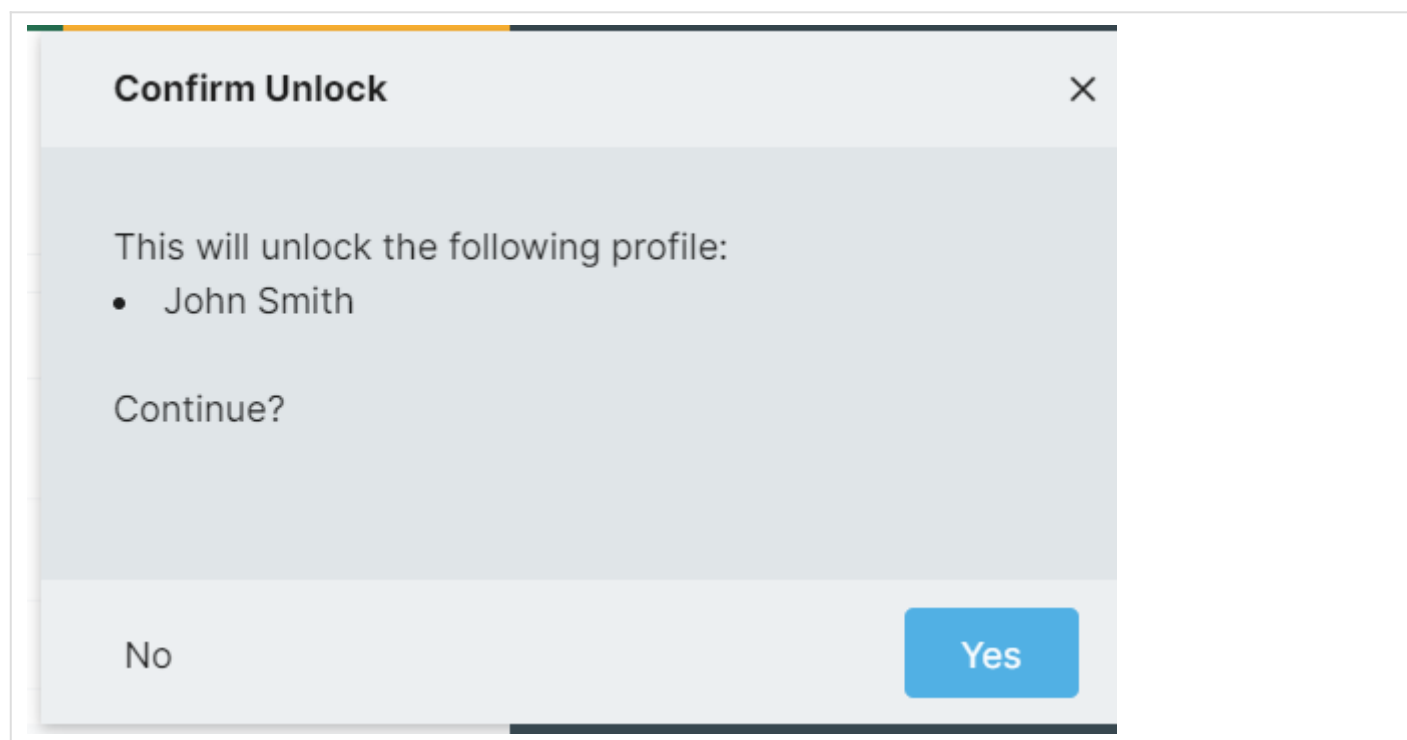 Confirm Unlock
This will unlock the following profile:
• John Smith
Continue?
No
Yes